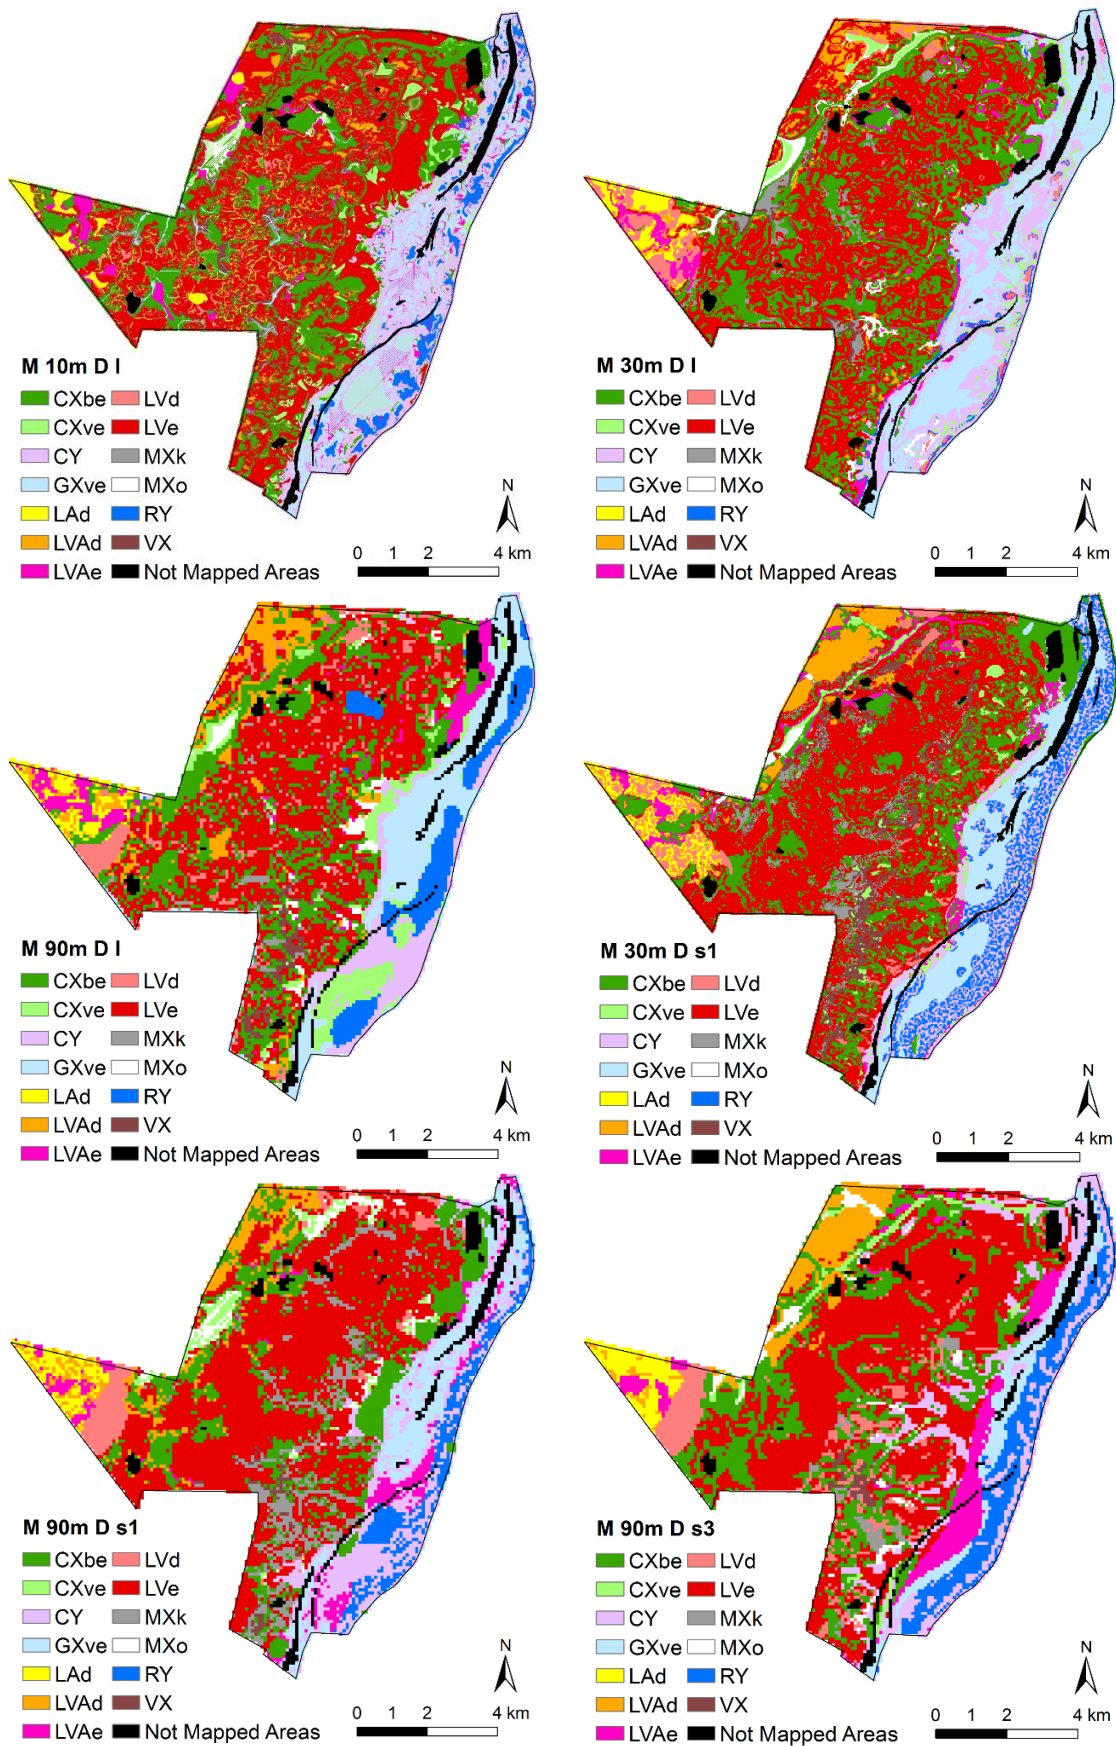 M 10m D l
CXbe LVd
CXve LVe
CY MXk
GXve MXo
LAd RY
LVAd VX
LVAe Not Mapped Areas
N
0 1 2 4 km
M 30m D l
CXbe LVd
CXve LVe
CY MXk
GXve MXo
LAd RY
LVAd VX
LVAe Not Mapped Areas
N
0 1 2 4 km
M 90m D l
CXbe LVd
CXve LVe
CY MXk
GXve MXo
LAd RY
LVAd VX
LVAe Not Mapped Areas
N
0 1 2 4 km
M 30m D s1
CXbe LVd
CXve LVe
CY MXk
GXve MXo
LAd RY
LVAd VX
LVAe Not Mapped Areas
N
0 1 2 4 km
M 90m D s1
CXbe LVd
CXve LVe
CY MXk
GXve MXo
LAd RY
LVAd VX
LVAe Not Mapped Areas
N
0 1 2 4 km
M 90m D s3
CXbe LVd
CXve LVe
CY MXk
GXve MXo
LAd RY
LVAd VX
LVAe Not Mapped Areas
N
0 1 2 4 km